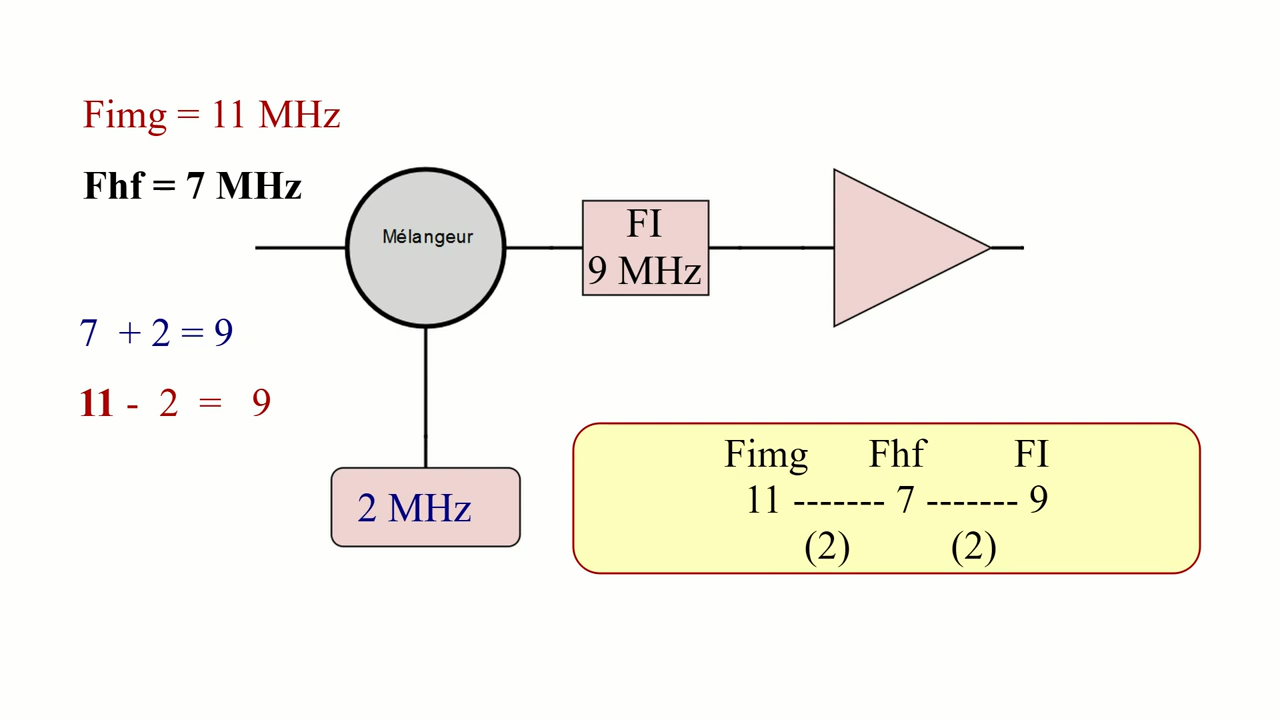 Fimg = 11 MHz
Fhf = 7 MHz
Mélangeur
FI
9 MHz
7 + 2 = 9
11 - 2 = 9
2 MHz
Fimg Fhf FI
11 ------- 7 ------- 9
(2) (2)